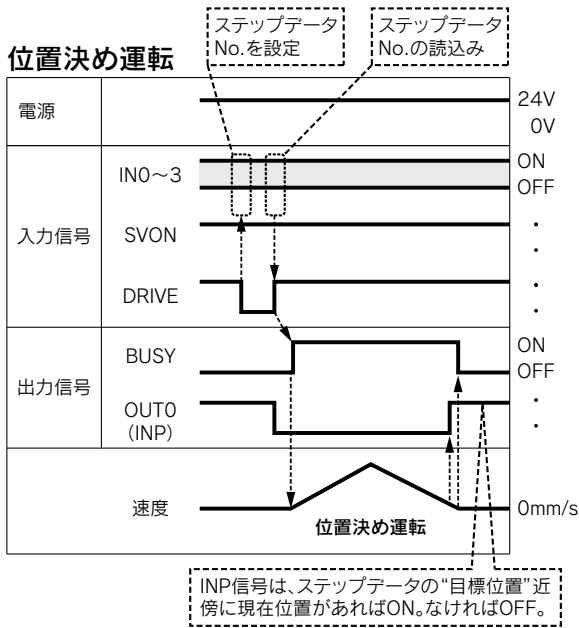 ステップデータ
No.を設定
ステップデータ
No.の読込み
位置決め運転
電源
24V
0V
入力信号
IN0～3
ON
OFF
SVON
DRIVE
出力信号
BUSY
ON
OFF
OUT0
(INP)
速度
0mm/s
位置決め運転
INP信号は、ステップデータの“目標位置”近
傍に現在位置があればON。なければOFF。